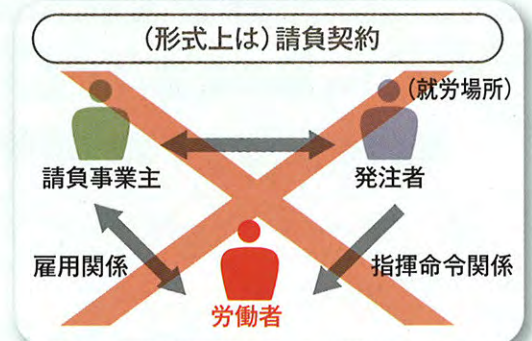 (形式上は)請負契約
(就労場所)
請負事業主
発注者
雇用関係
指揮命令関係
労働者